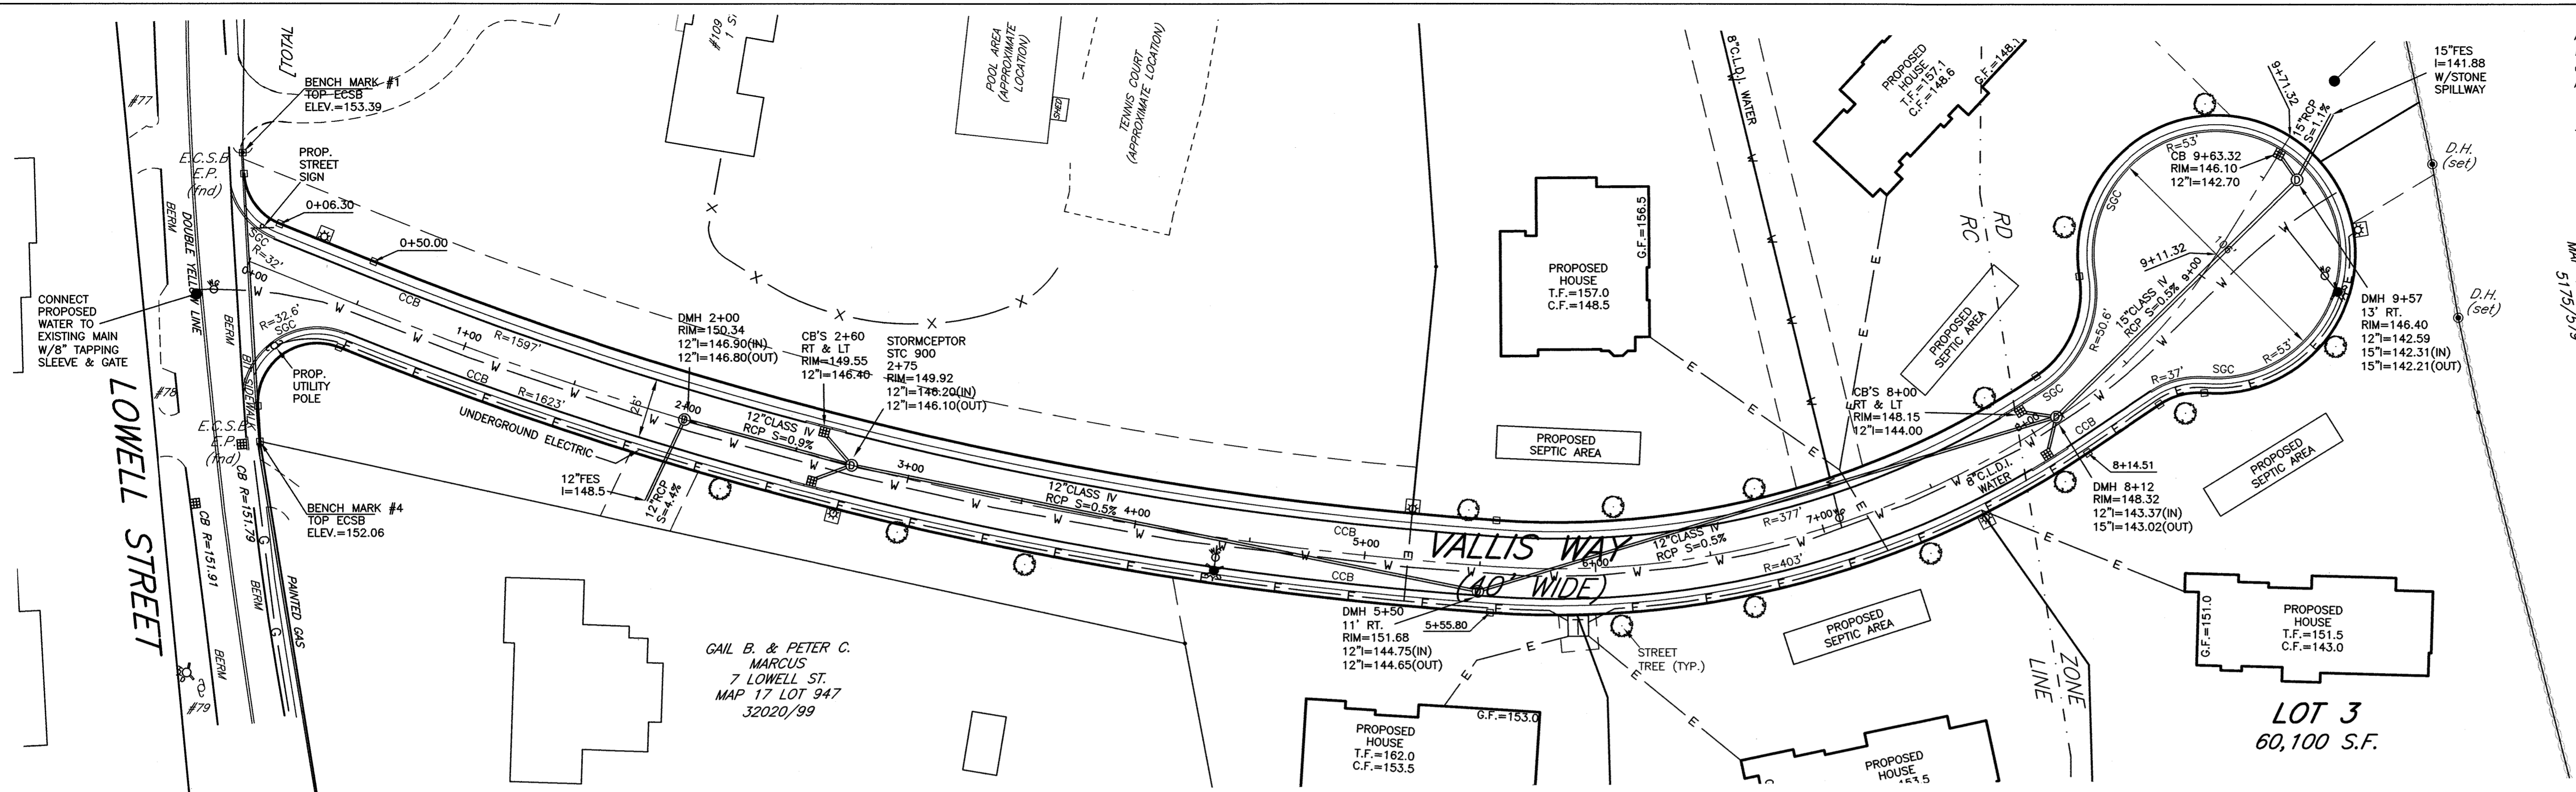 #77
[TOTAL
BENCH MARK #1
TOP ECSB
ELEV.=153.39
E.C.S.B
E.P.
(fnd)
PROP.
STREET
SIGN
0+06.30
0+50.00
BERM
DOUBLE YELLOW LINE
SGC
R=32'
0+00
CONNECT
PROPOSED
WATER TO
EXISTING MAIN
W/8" TAPPING
SLEEVE & GATE
BERM
R=32.6'
SGC
BIT SIDEWALK
PROP.
UTILITY
POLE
#78
LOWELL STREET
E.C.S.B
E.P.
(fnd)
CB R=151.79
CB R=151.91
BENCH MARK #4
TOP ECSB
ELEV.=152.06
BERM
BERM
PAINTED GAS
G
G
#79
#109
POOL AREA
(APPROXIMATE
LOCATION)
SHED
TENNIS COURT
(APPROXIMATE LOCATION)
X X X X X
CCB
1+00
R=1597'
CCB
R=1623'
UNDERGROUND ELECTRIC
26'
DMH 2+00
RIM=150.34
12"I=146.90(IN)
12"I=146.80(OUT)
2+00
CB'S 2+60
RT & LT
RIM=149.55
12"I=146.40
STORMCEPTOR
STC 900
2+75
RIM=149.92
12"I=146.20(IN)
12"I=146.10(OUT)
12"CLASS IV
RCP S=0.9%
12"FES
I=148.5
12"RCP
S=4.4%
3+00
12"CLASS IV
RCP S=0.5%
4+00
CCB
CCB
5+00
VALLIS WAY
(40' WIDE)
6+00
DMH 5+50
11' RT.
RIM=151.68
12"I=144.75(IN)
12"I=144.65(OUT)
5+55.80
GAIL B. & PETER C.
MARCUS
7 LOWELL ST.
MAP 17 LOT 947
32020/99
PROPOSED
HOUSE
T.F.=162.0
C.F.=153.5
G.F.=153.0
STREET
TREE (TYP.)
PROPOSED
HOUSE
T.F.=157.0
C.F.=148.5
G.F.=156.5
PROPOSED
SEPTIC AREA
8"C.L.D.I. WATER
12"CLASS IV
RCP S=0.5%
R=377'
7+00
R=403'
PROPOSED
HOUSE
T.F.=157.1
C.F.=148.6
G.F.=148.1
RD
RC
PROPOSED
SEPTIC AREA
CB'S 8+00
RT & LT
RIM=148.15
12"I=144.00
8"C.L.D.I.
WATER
8+00
SGC
CCB
8+14.51
DMH 8+12
RIM=148.32
12"I=143.37(IN)
15"I=143.02(OUT)
PROPOSED
SEPTIC AREA
PROPOSED
HOUSE
153.5
ZONE
LINE
PROPOSED
SEPTIC AREA
R=50.6'
15"CLASS IV
RCP S=0.5%
9+00
9+11.32
106'
SGC
R=53'
CB 9+63.32
RIM=146.10
12"I=142.70
9+71.32
15"RCP
S=1.1%
15"FES
I=141.88
W/STONE
SPILLWAY
D.H.
(set)
D.H.
(set)
DMH 9+57
13' RT.
RIM=146.40
12"I=142.59
15"I=142.31(IN)
15"I=142.21(OUT)
R=53'
SGC
R=37'
G.F.=151.0
PROPOSED
HOUSE
T.F.=151.5
C.F.=143.0
LOT 3
60,100 S.F.
5175/379